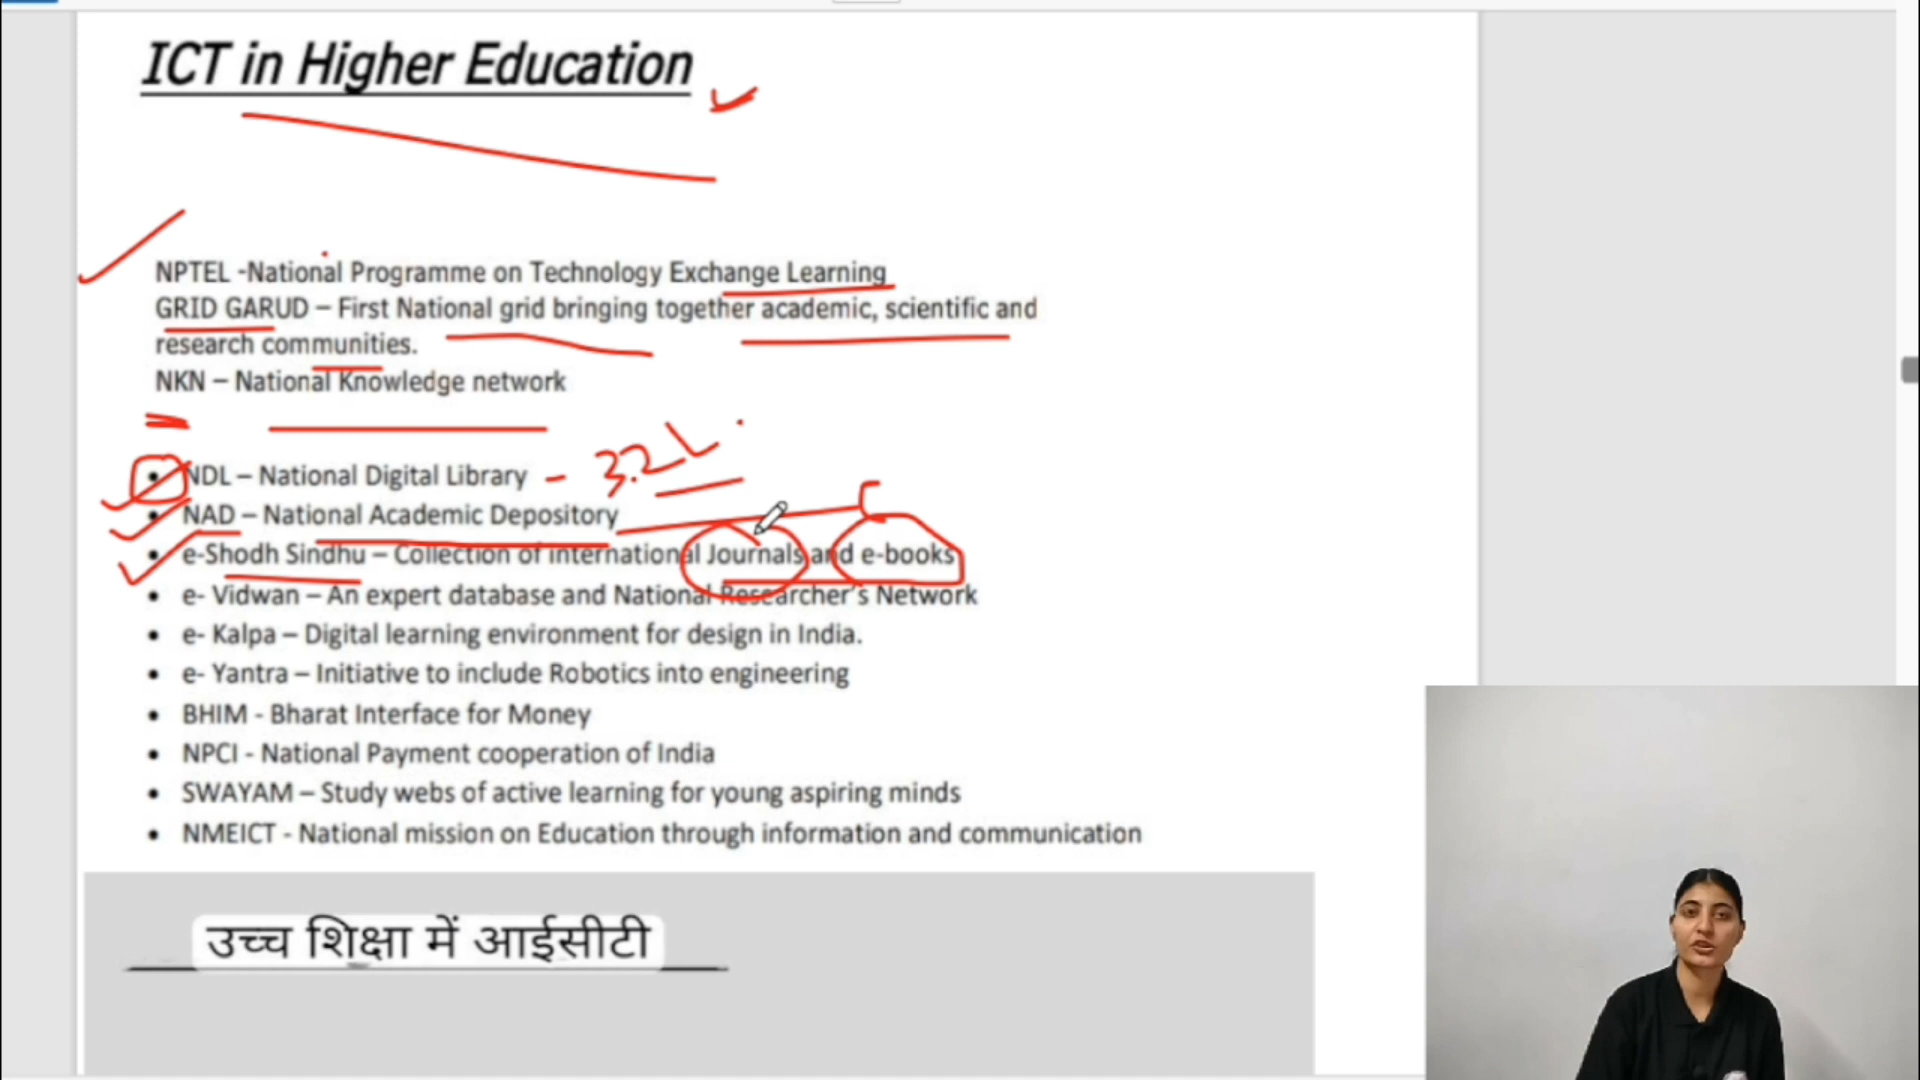 ICT in Higher Education
NPTEL -National Programme on Technology Exchange Learning
GRID GARUD – First National grid bringing together academic, scientific and
research communities.
NKN – National Knowledge network
• NDL – National Digital Library - 3.2L
• NAD – National Academic Depository
• e-Shodh Sindhu – Collection of international Journals and e-books
• e- Vidwan – An expert database and National Researcher's Network
• e- Kalpa – Digital learning environment for design in India.
• e- Yantra – Initiative to include Robotics into engineering
• BHIM - Bharat Interface for Money
• NPCI - National Payment cooperation of India
• SWAYAM – Study webs of active learning for young aspiring minds
• NMEICT - National mission on Education through information and communication
उच्च शिक्षा में आईसीटी